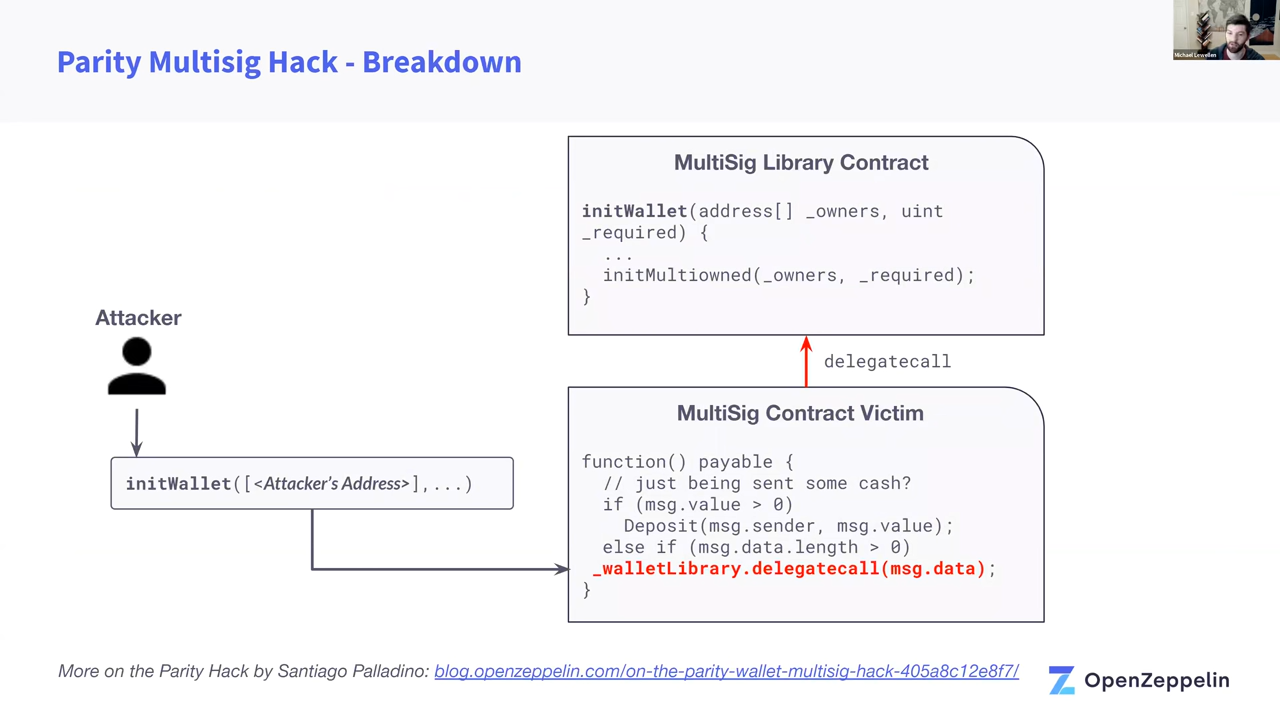 Parity Multisig Hack - Breakdown
Michael Lewellen
MultiSig Library Contract
initWallet(address[] _owners, uint
_required) {
...
initMultiowned(_owners, _required);
}
delegatecall
Attacker
initWallet([<Attacker's Address>],...)
MultiSig Contract Victim
function() payable {
// just being sent some cash?
if (msg.value > 0)
Deposit(msg.sender, msg.value);
else if (msg.data.length > 0)
_walletLibrary.delegatecall(msg.data);
}
More on the Parity Hack by Santiago Palladino: blog.openzeppelin.com/on-the-parity-wallet-multisig-hack-405a8c12e8f7/
OpenZeppelin